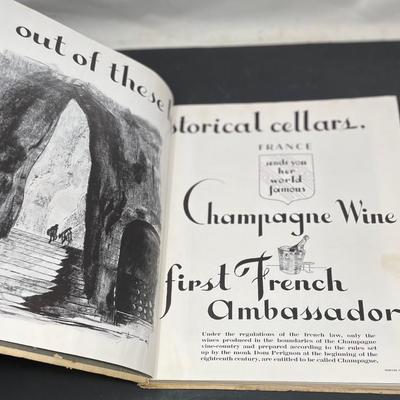 out of these
storical cellars.
FRANCE
sends you
her
world
famous
Champagne Wine
first French
Ambassador
Under the regulations of the french law, only the
wines produced in the boundaries of the Champagne
vine-country and prepared according to the rules set
up by the monk Dom Perignon at the beginning of the
eighteenth century, are entitled to be called Champagne.